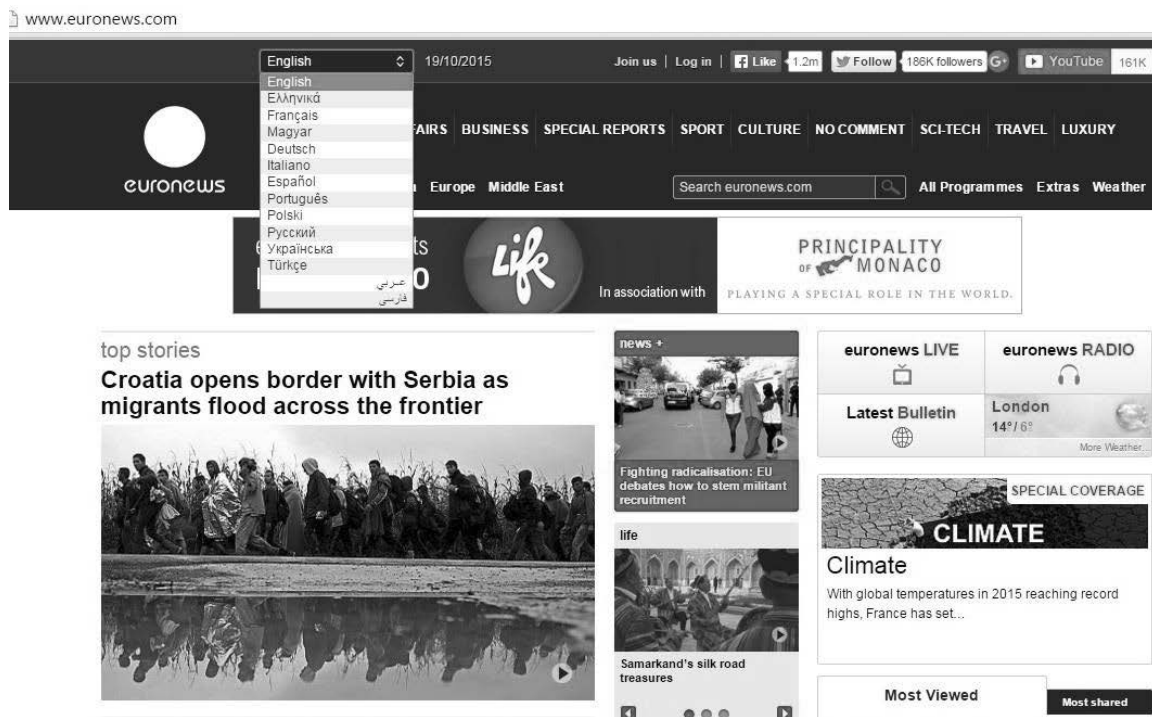 www.euronews.com
English
19/10/2015
Join us | Log in |
Like
1.2m
Follow
186K followers
G+
YouTube
161K
English
Ελληνικά
Français
Magyar
Deutsch
Italiano
Español
Português
Polski
Русский
Українська
Türkçe
عربي
فارسی
euronews
BUSINESS SPECIAL REPORTS SPORT CULTURE NO COMMENT SCI-TECH TRAVEL LUXURY
Europe Middle East
Search euronews.com
All Programmes Extras Weather
Life
In association with
PRINCIPALITY
OF MONACO
PLAYING A SPECIAL ROLE IN THE WORLD.
top stories
Croatia opens border with Serbia as
migrants flood across the frontier
news +
Fighting radicalisation: EU
debates how to stem militant
recruitment
life
Samarkand's silk road
treasures
euronews LIVE
euronews RADIO
Latest Bulletin
London
14°/6°
More Weather...
SPECIAL COVERAGE
CLIMATE
Climate
With global temperatures in 2015 reaching record
highs, France has set...
Most Viewed
Most shared